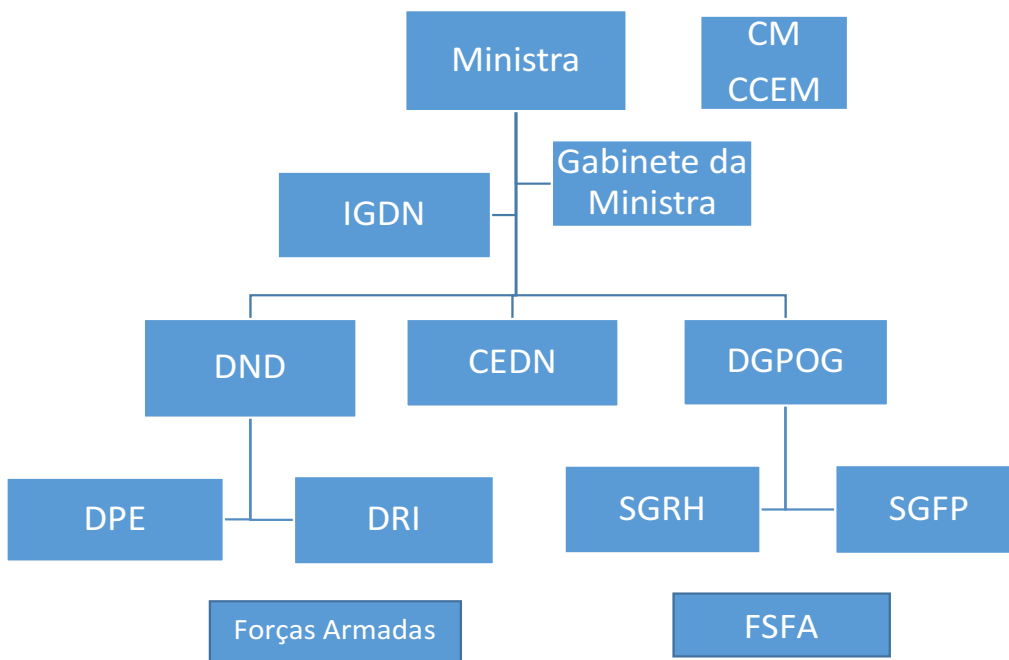 Ministra
CM
CCEM
Gabinete da
Ministra
IGDN
DND
CEDN
DGPOG
DPE
DRI
SGRH
SGFP
Forças Armadas
FSFA